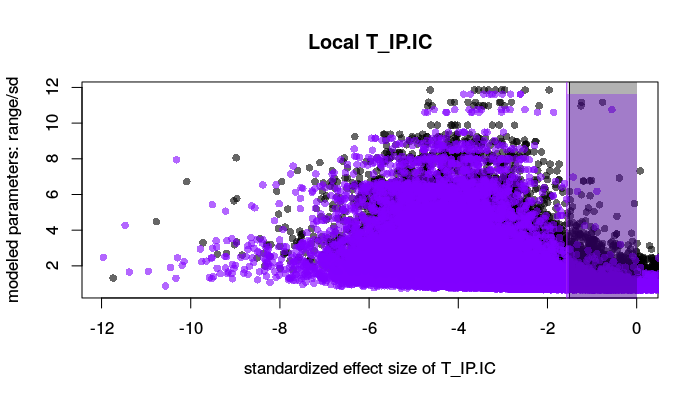 Local T_IP.IC
modeled parameters: range/sd
12
10
8
6
4
2
-12 -10 -8 -6 -4 -2 0
standardized effect size of T_IP.IC